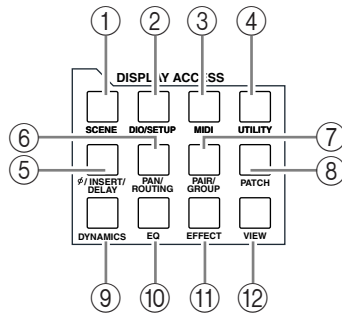 ① ② ③ ④
DISPLAY ACCESS
SCENE DIO/SETUP MIDI UTILITY
⑥ ⑦
⑤ ⑧
ø/INSERT/ DELAY PAN/ ROUTING PAIR/ GROUP PATCH
DYNAMICS EQ EFFECT VIEW
⑨ ⑩ ⑪ ⑫